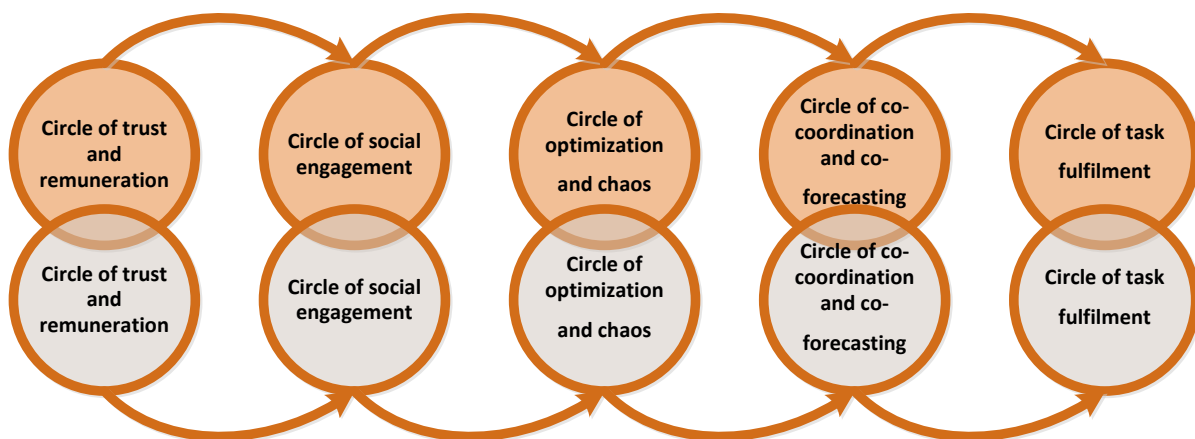 Circle of trust
and
remuneration
Circle of social
engagement
Circle of
optimization
and chaos
Circle of co-
coordination
and co-
forecasting
Circle of task
fulfilment
Circle of trust
and
remuneration
Circle of social
engagement
Circle of
optimization
and chaos
Circle of co-
coordination
and co-
forecasting
Circle of task
fulfilment